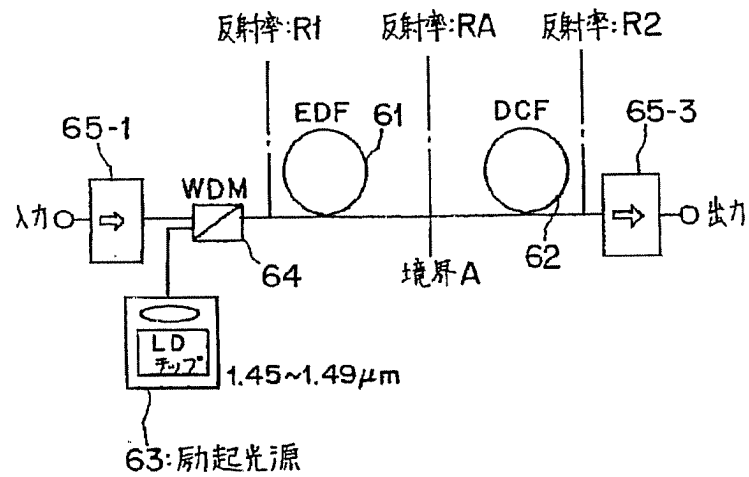 反射率:R1
反射率:RA
反射率:R2
EDF
61
DCF
65-3
65-1
WDM
入力
出力
64
境界A
62
LD
チップ
1.45~1.49μm
63:励起光源